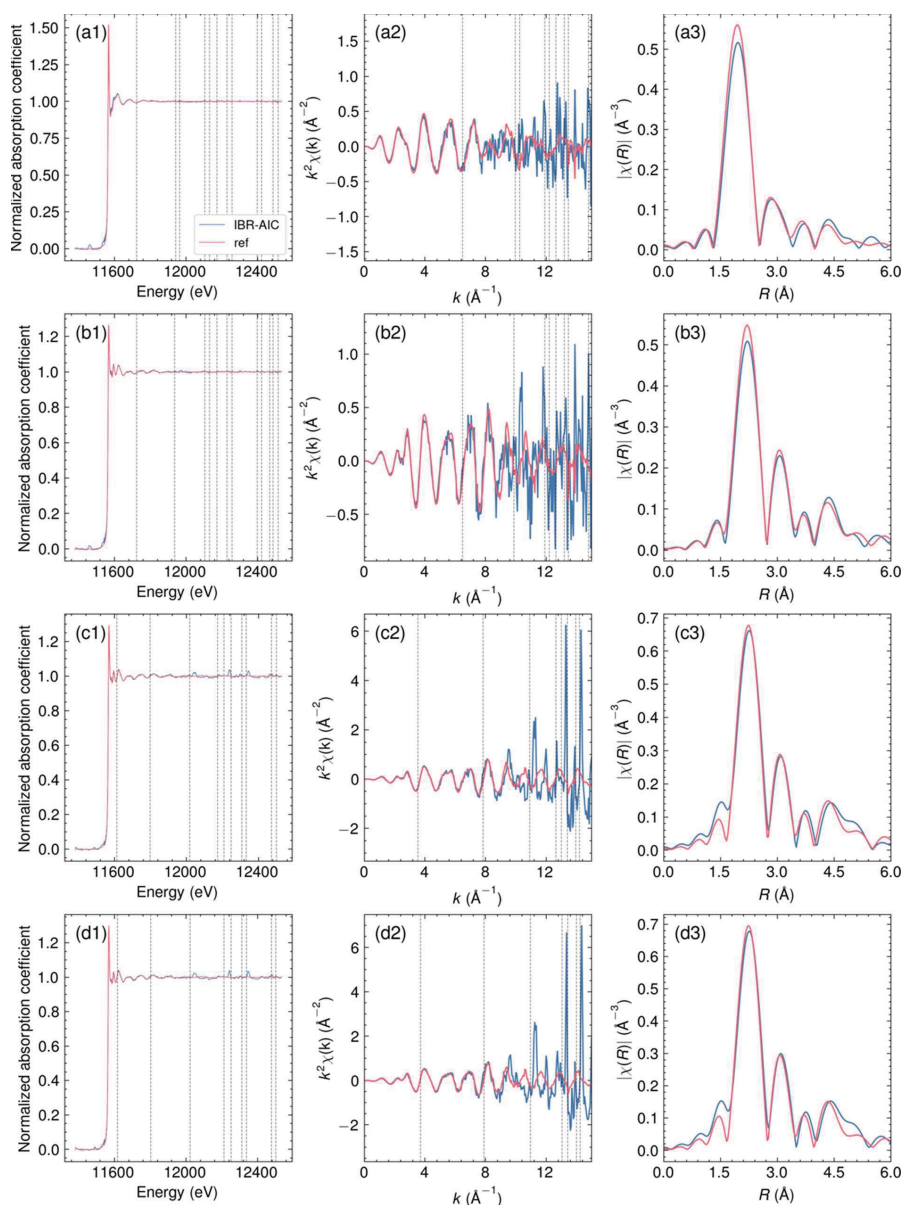 (a1)
Normalized absorption coefficient
1.50
1.25
1.00
0.75
0.50
0.25
0.00
IBR-AIC
ref
11600 12000 12400
Energy (eV)
(a2)
k²χ(k) (Å⁻²)
1.5
1.0
0.5
0.0
−0.5
−1.0
−1.5
0 4 8 12
k (Å⁻¹)
(a3)
|χ(R)| (Å⁻³)
0.5
0.4
0.3
0.2
0.1
0.0
0.0 1.5 3.0 4.5 6.0
R (Å)
(b1)
Normalized absorption coefficient
1.2
1.0
0.8
0.6
0.4
0.2
0.0
11600 12000 12400
Energy (eV)
(b2)
k²χ(k) (Å⁻²)
1.0
0.5
0.0
−0.5
0 4 8 12
k (Å⁻¹)
(b3)
|χ(R)| (Å⁻³)
0.5
0.4
0.3
0.2
0.1
0.0
0.0 1.5 3.0 4.5 6.0
R (Å)
(c1)
Normalized absorption coefficient
1.2
1.0
0.8
0.6
0.4
0.2
0.0
11600 12000 12400
Energy (eV)
(c2)
k²χ(k) (Å⁻²)
6
4
2
0
−2
0 4 8 12
k (Å⁻¹)
(c3)
|χ(R)| (Å⁻³)
0.7
0.6
0.5
0.4
0.3
0.2
0.1
0.0
0.0 1.5 3.0 4.5 6.0
R (Å)
(d1)
Normalized absorption coefficient
1.2
1.0
0.8
0.6
0.4
0.2
0.0
11600 12000 12400
Energy (eV)
(d2)
k²χ(k) (Å⁻²)
6
4
2
0
−2
0 4 8 12
k (Å⁻¹)
(d3)
|χ(R)| (Å⁻³)
0.7
0.6
0.5
0.4
0.3
0.2
0.1
0.0
0.0 1.5 3.0 4.5 6.0
R (Å)